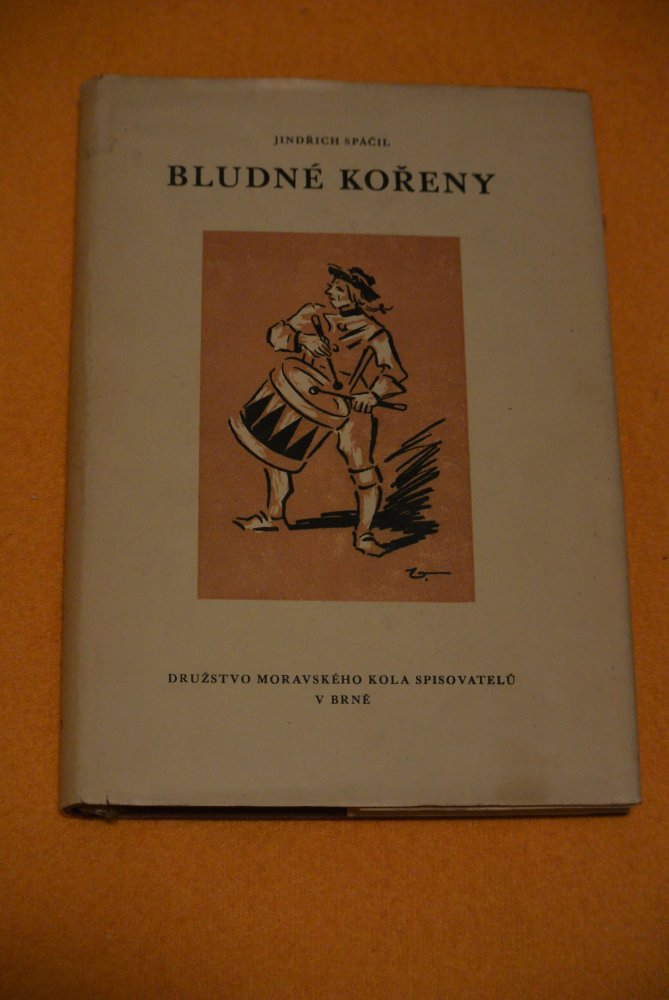 JINDŘICH SPÁČIL
BLUDNÉ KOŘENY
DRUŽSTVO MORAVSKÉHO KOLA SPISOVATELŮ
V BRNĚ